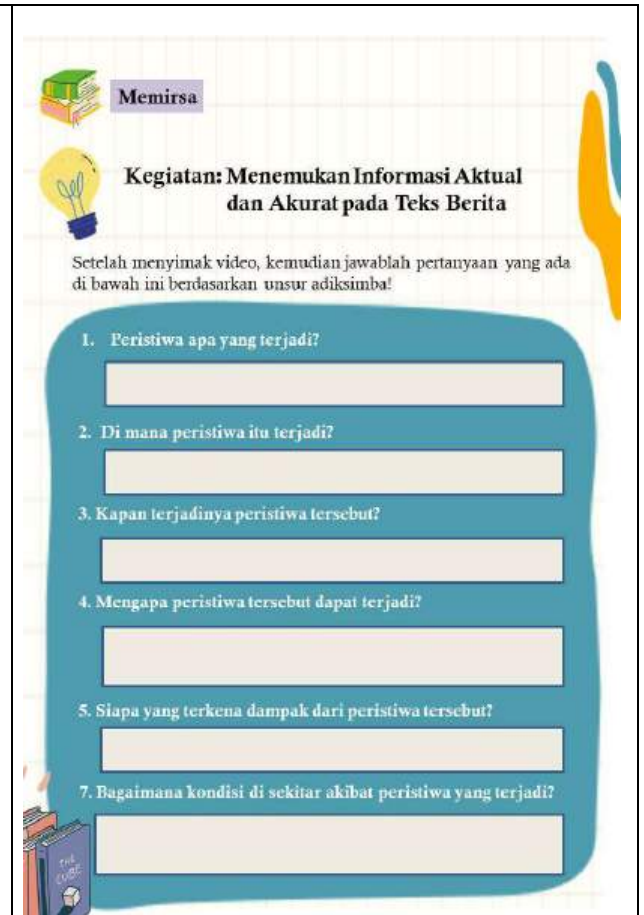 Memirsa
Kegiatan: Menemukan Informasi Aktual
dan Akurat pada Teks Berita
Setelah menyimak video, kemudian jawablah pertanyaan yang ada
di bawah ini berdasarkan unsur adiksimba!
1. Peristiwa apa yang terjadi?
2. Di mana peristiwa itu terjadi?
3. Kapan terjadinya peristiwa tersebut?
4. Mengapa peristiwa tersebut dapat terjadi?
5. Siapa yang terkena dampak dari peristiwa tersebut?
7. Bagaimana kondisi di sekitar akibat peristiwa yang terjadi?
THE
CUBE